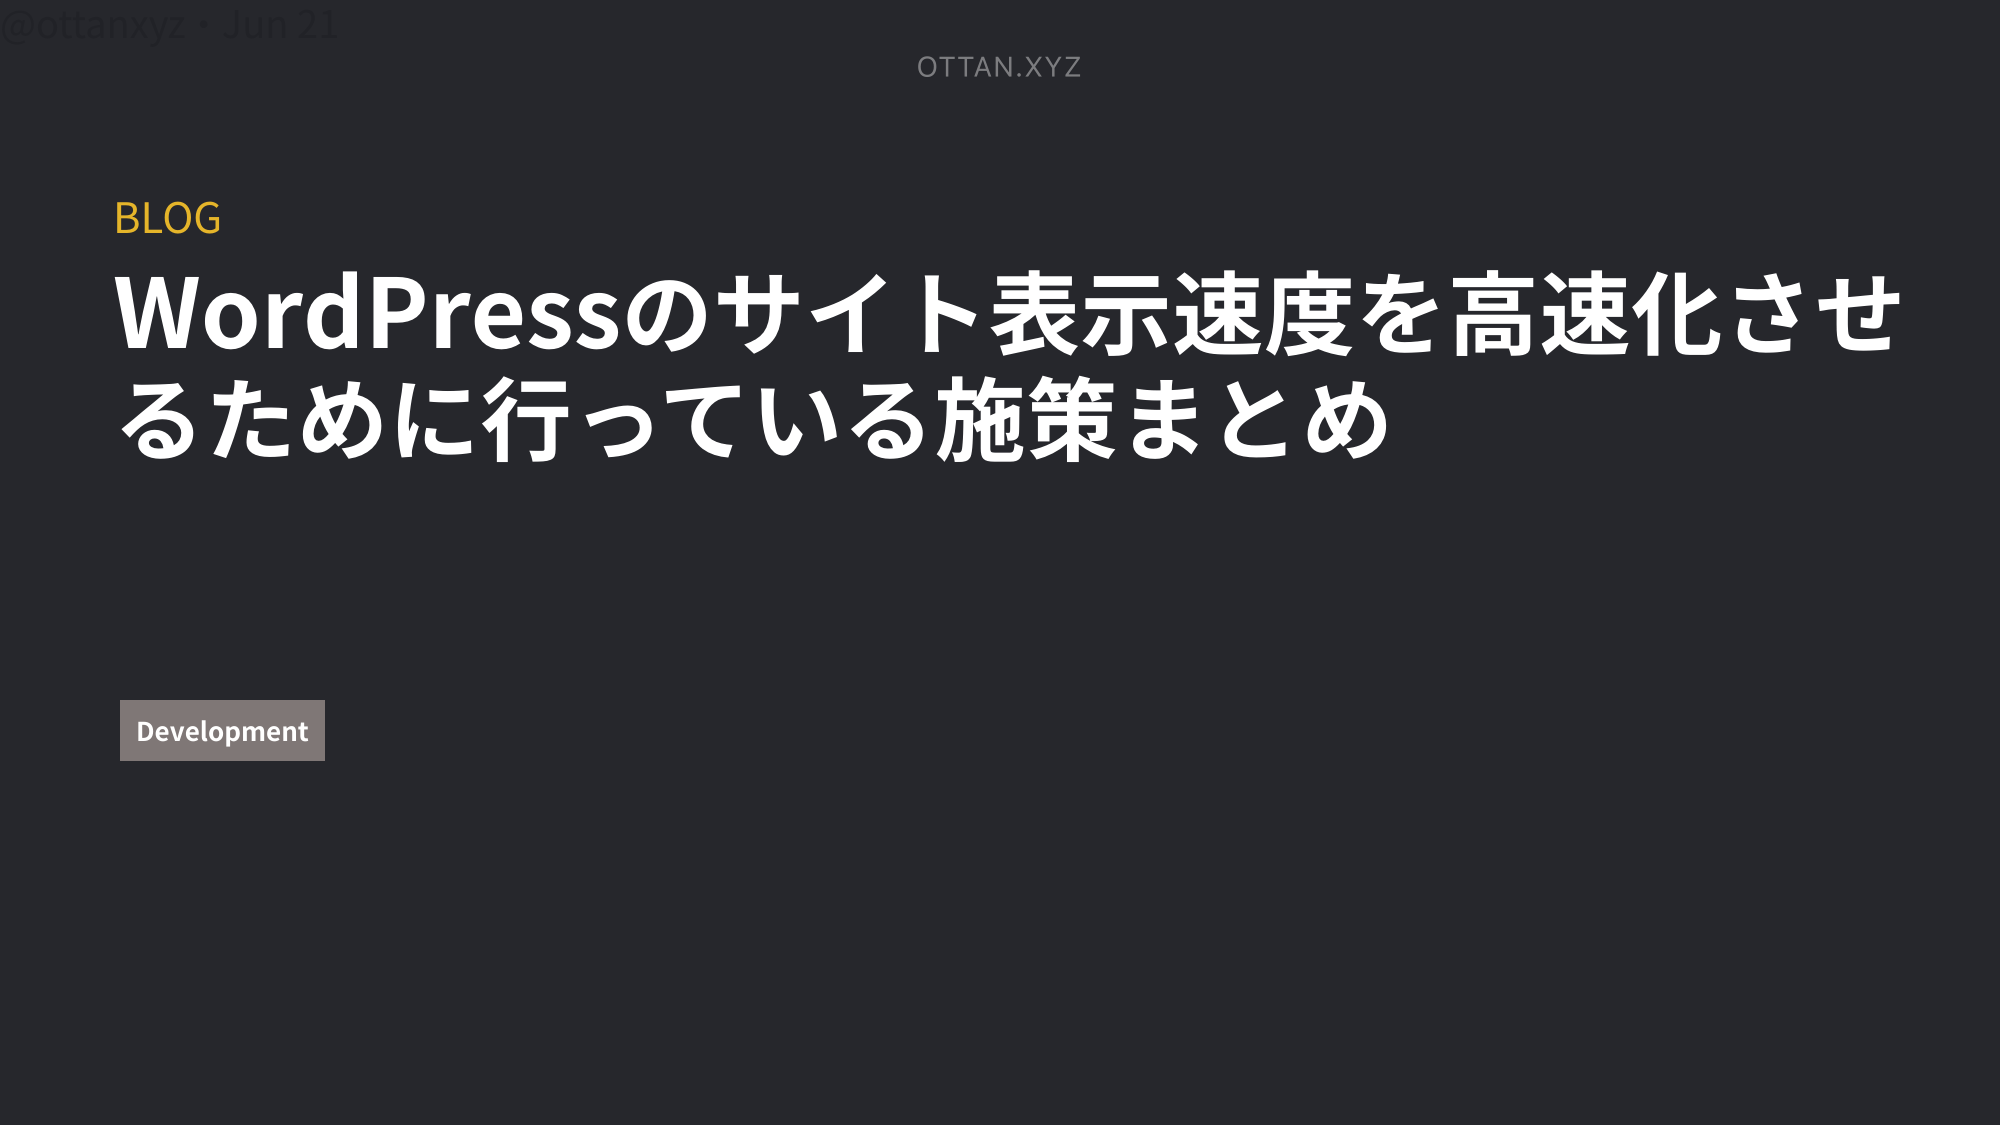 @ottanxyz・Jun 21
OTTAN.XYZ
BLOG
WordPressのサイト表示速度を高速化させ
るために行っている施策まとめ
Development